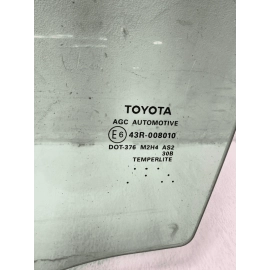 TOYOTA
AGC AUTOMOTIVE
E6 43R-008010
DOT-376 M2H4 AS2
30B
TEMPERLITE